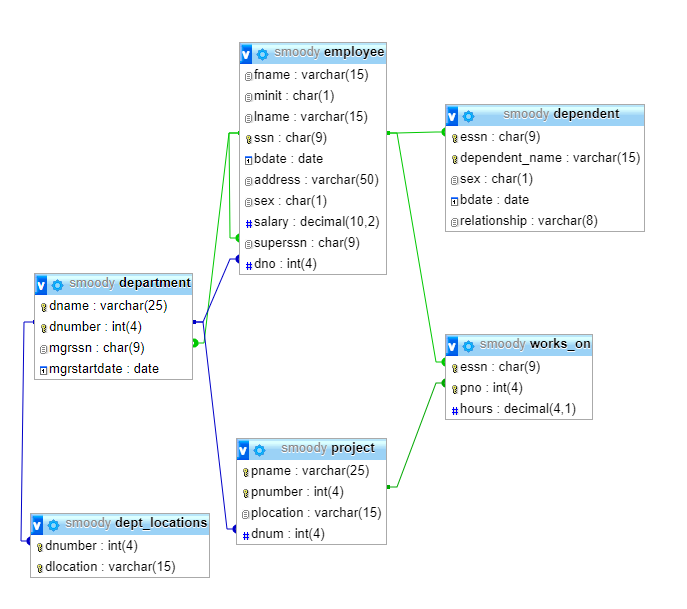 smoody employee
fname : varchar(15)
minit : char(1)
lname : varchar(15)
ssn : char(9)
bdate : date
address : varchar(50)
sex : char(1)
salary : decimal(10,2)
superssn : char(9)
dno : int(4)
smoody dependent
essn : char(9)
dependent_name : varchar(15)
sex : char(1)
bdate : date
relationship : varchar(8)
smoody department
dname : varchar(25)
dnumber : int(4)
mgrssn : char(9)
mgrstartdate : date
smoody works_on
essn : char(9)
pno : int(4)
hours : decimal(4,1)
smoody project
pname : varchar(25)
pnumber : int(4)
plocation : varchar(15)
dnum : int(4)
smoody dept_locations
dnumber : int(4)
dlocation : varchar(15)